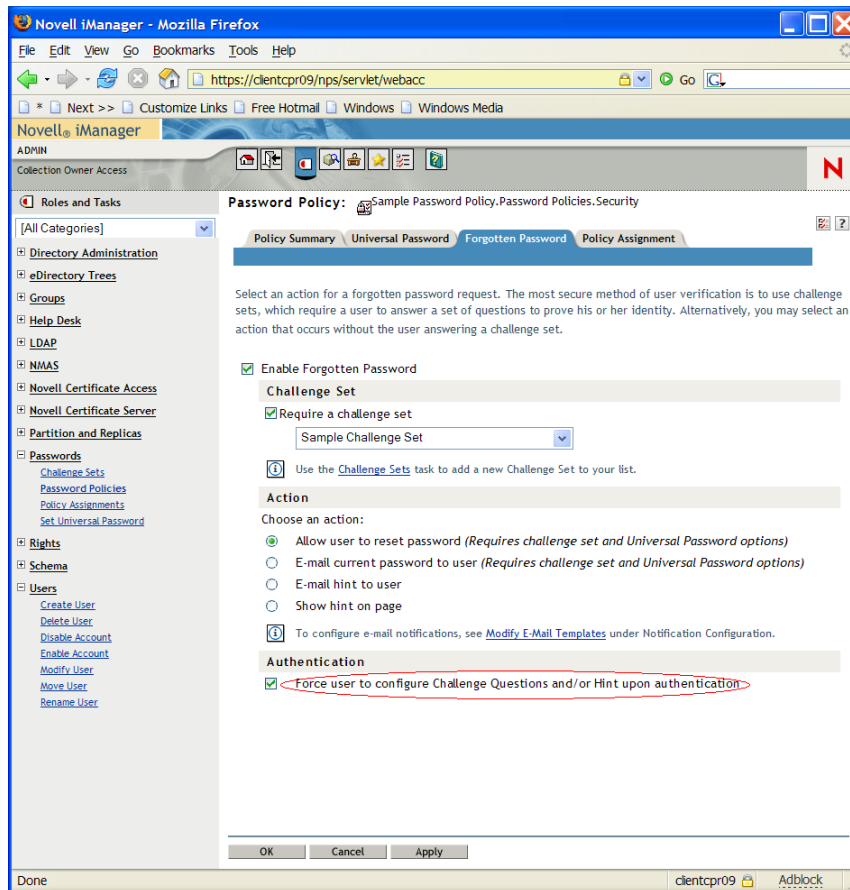 Novell iManager - Mozilla Firefox
File Edit View Go Bookmarks Tools Help
https://clientcpr09/nps/servlet/webacc Go G
* Next >> Customize Links Free Hotmail Windows Windows Media
Novell® iManager
ADMIN
Collection Owner Access
N
Roles and Tasks
[All Categories]
Directory Administration
eDirectory Trees
Groups
Help Desk
LDAP
NMAS
Novell Certificate Access
Novell Certificate Server
Partition and Replicas
Passwords
Challenge Sets
Password Policies
Policy Assignments
Set Universal Password
Rights
Schema
Users
Create User
Delete User
Disable Account
Enable Account
Modify User
Move User
Rename User
Password Policy: Sample Password Policy.Password Policies.Security
?
Policy Summary Universal Password Forgotten Password Policy Assignment
Select an action for a forgotten password request. The most secure method of user verification is to use challenge
sets, which require a user to answer a set of questions to prove his or her identity. Alternatively, you may select an
action that occurs without the user answering a challenge set.
Enable Forgotten Password
Challenge Set
Require a challenge set
Sample Challenge Set
Use the Challenge Sets task to add a new Challenge Set to your list.
Action
Choose an action:
Allow user to reset password (Requires challenge set and Universal Password options)
E-mail current password to user (Requires challenge set and Universal Password options)
E-mail hint to user
Show hint on page
To configure e-mail notifications, see Modify E-Mail Templates under Notification Configuration.
Authentication
Force user to configure Challenge Questions and/or Hint upon authentication
OK Cancel Apply
Done clientcpr09 Adblock